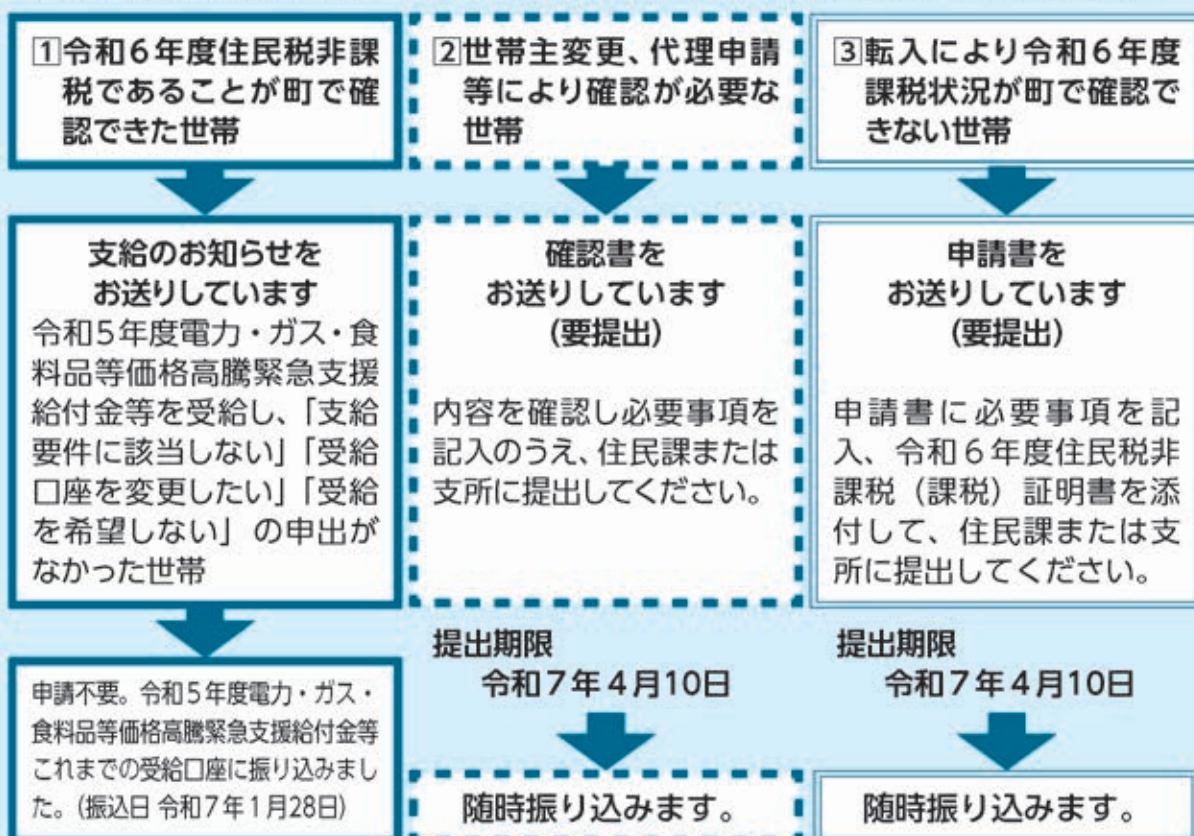 1令和6年度住民税非課
税であることが町で確
認できた世帯
支給のお知らせを
お送りしています
令和5年度電力・ガス・食
料品等価格高騰緊急支援
給付金等を受給し、「支給
要件に該当しない」「受給
口座を変更したい」「受給
を希望しない」の申出が
なかった世帯
申請不要。令和5年度電力・ガス・
食料品等価格高騰緊急支援給付金等
これまでの受給口座に振り込みまし
た。(振込日 令和7年1月28日)
2世帯主変更、代理申請
等により確認が必要な
世帯
確認書を
お送りしています
(要提出)
内容を確認し必要事項を
記入のうえ、住民課または
支所に提出してください。
提出期限
令和7年4月10日
随時振り込みます。
3転入により令和6年度
課税状況が町で確認で
きない世帯
申請書を
お送りしています
(要提出)
申請書に必要事項を記
入、令和6年度住民税非
課税(課税)証明書を添
付して、住民課または支
所に提出してください。
提出期限
令和7年4月10日
随時振り込みます。